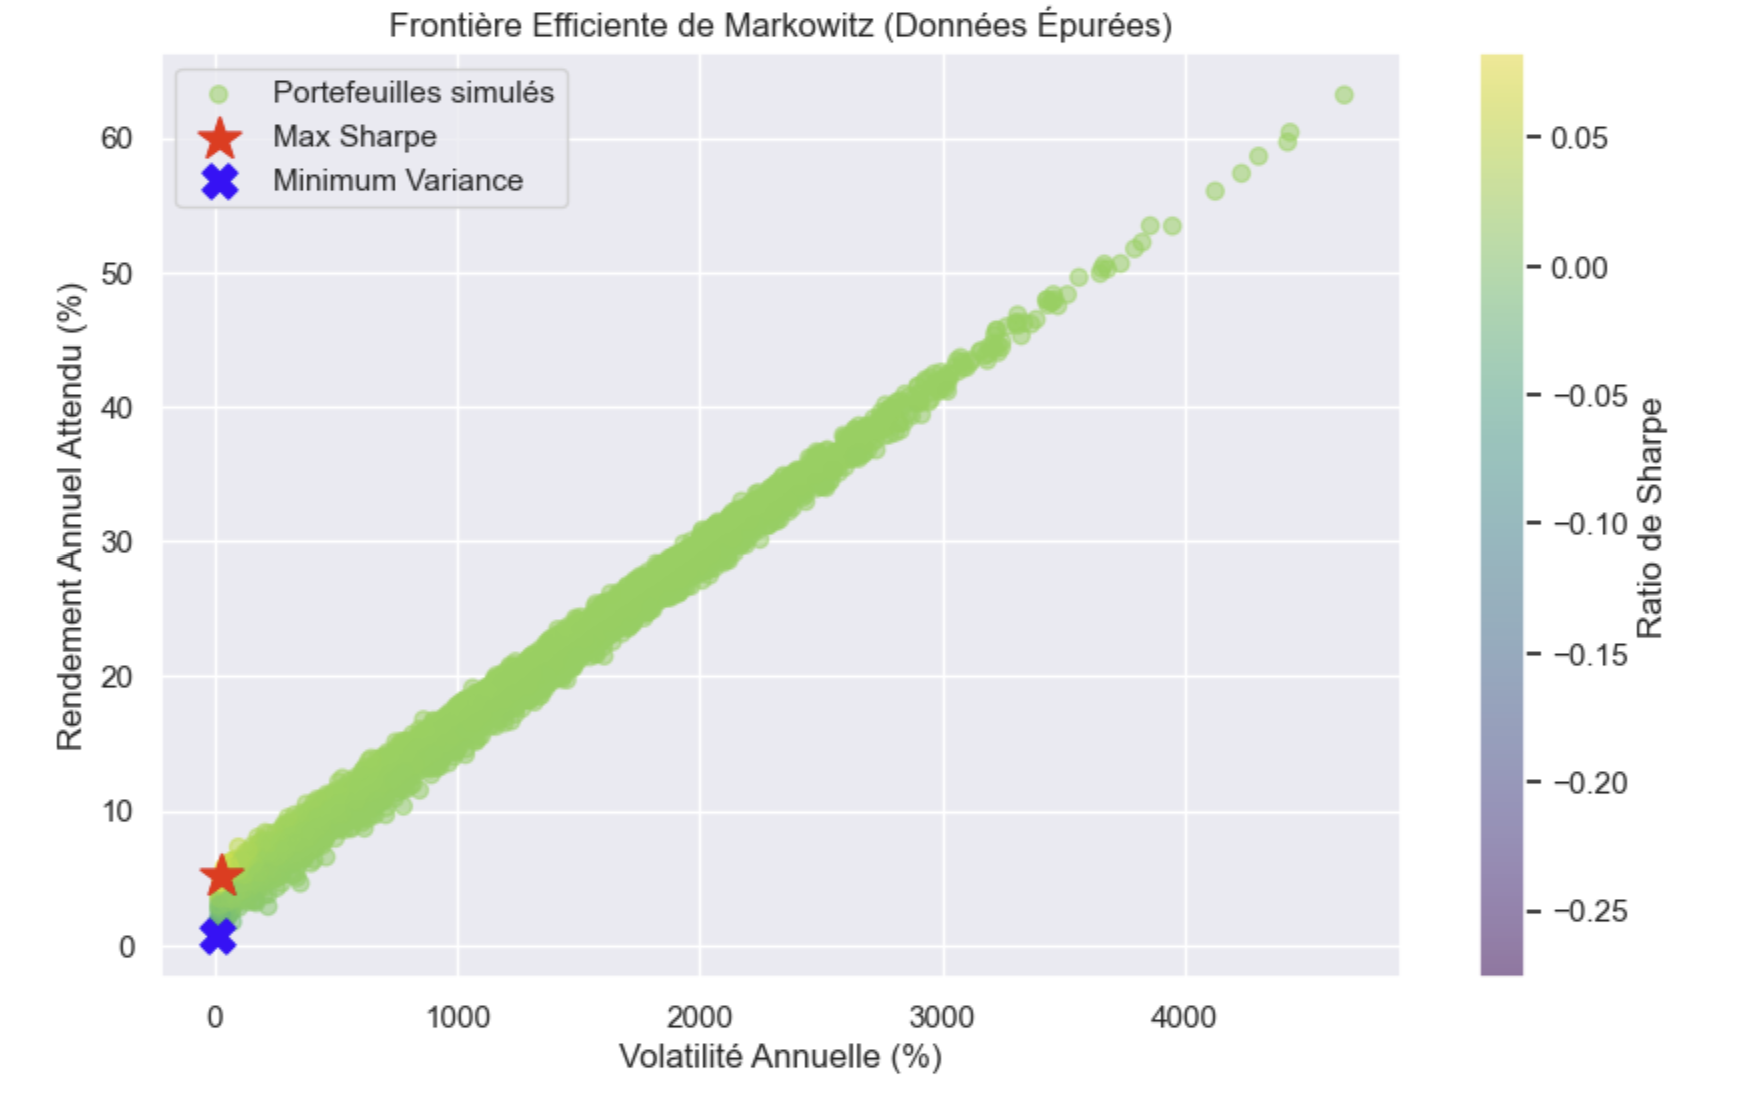 Frontière Efficiente de Markowitz (Données Épurées)
Portefeuilles simulés
Max Sharpe
Minimum Variance
Rendement Annuel Attendu (%)
60
50
40
30
20
10
0
0
1000
2000
3000
4000
Volatilité Annuelle (%)
0.05
0.00
−0.05
−0.10
−0.15
−0.20
−0.25
Ratio de Sharpe